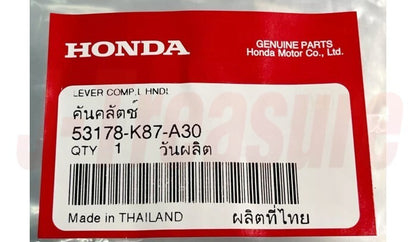 HONDA
GENUINE PARTS
Honda Motor Co., Ltd.
LEVER COMP.L HNDL
คันคลัตช์
53178-K87-A30
QTY 1 วันผลิต
Made in THAILAND ผลิตที่ไทย